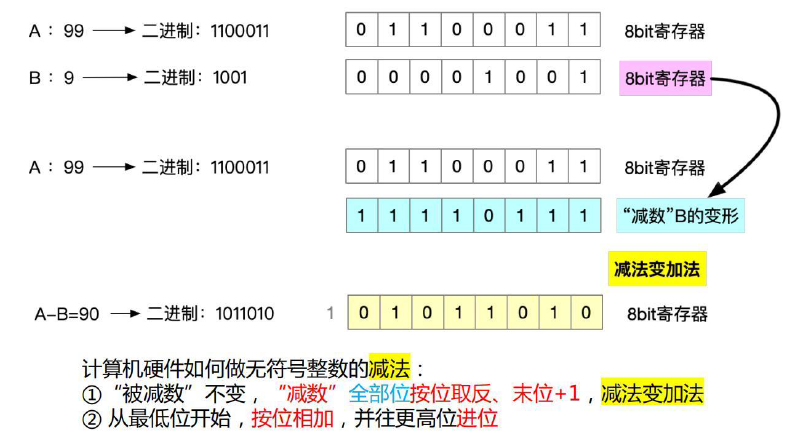 A：99 二进制：1100011 0 1 1 0 0 0 1 1 8bit寄存器
B：9 二进制：1001 0 0 0 0 1 0 0 1 8bit寄存器
A：99 二进制：1100011 0 1 1 0 0 0 1 1 8bit寄存器
1 1 1 1 0 1 1 1 “减数”B的变形
减法变加法
A-B=90 二进制：1011010 1 0 1 0 1 1 0 1 0 8bit寄存器
计算机硬件如何做无符号整数的减法：
①“被减数”不变，“减数”全部位按位取反、末位+1，减法变加法
② 从最低位开始，按位相加，并往更高位进位